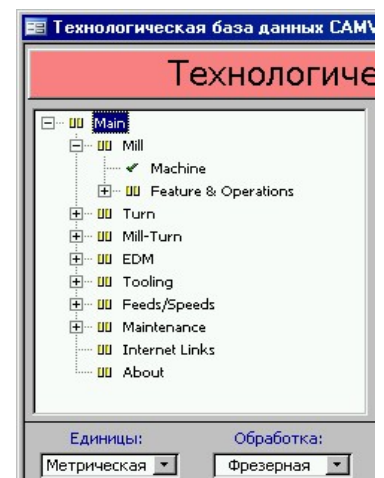 Технологическая база данных CAMV
Технологиче
Main
Mill
Machine
Feature & Operations
Turn
Mill-Turn
EDM
Tooling
Feeds/Speeds
Maintenance
Internet Links
About
Единицы: Обработка:
Метрическая Фрезерная